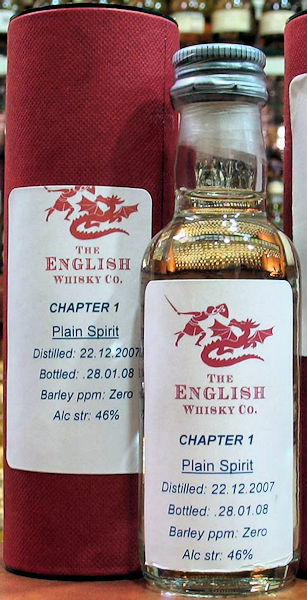 THE
ENGLISH
WHISKY CO.
CHAPTER 1
Plain Spirit
Distilled: 22.12.2007
Bottled: .28.01.08
Barley ppm: Zero
Alc str: 46%
THE
ENGLISH
WHISKY CO.
CHAPTER 1
Plain Spirit
Distilled: 22.12.2007
Bottled: .28.01.08
Barley ppm: Zero
Alc str: 46%